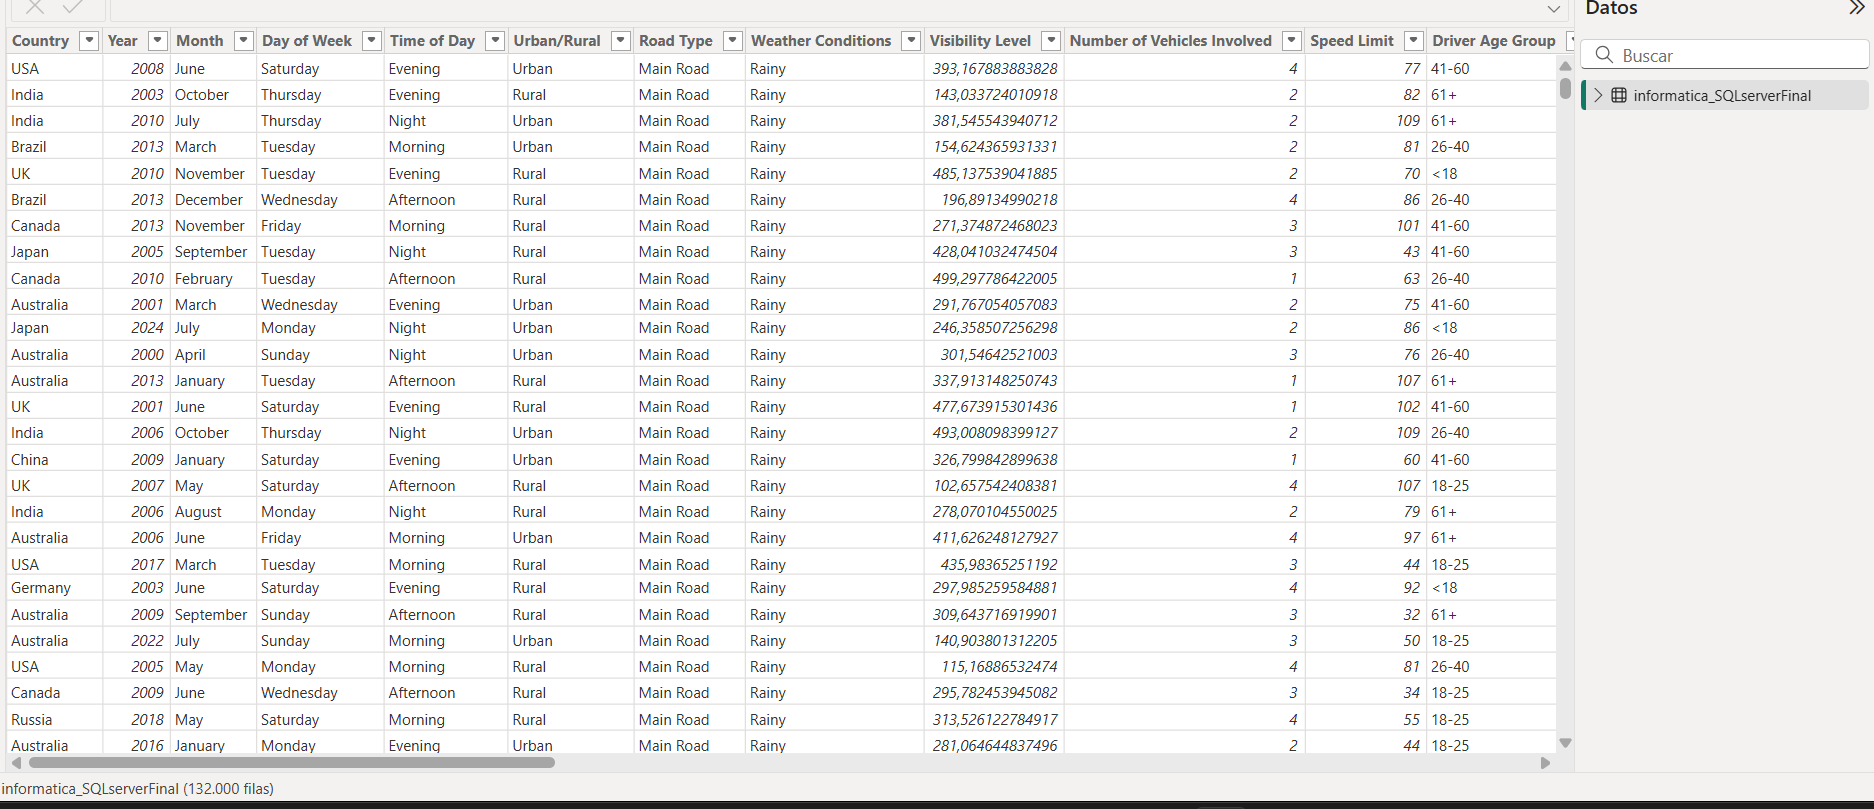 Datos
Country Year Month Day of Week Time of Day Urban/Rural Road Type Weather Conditions Visibility Level Number of Vehicles Involved Speed Limit Driver Age Group
Buscar
informatica_SQLserverFinal
USA 2008 June Saturday Evening Urban Main Road Rainy 393,167883883828 4 77 41-60
India 2003 October Thursday Evening Rural Main Road Rainy 143,033724010918 2 82 61+
India 2010 July Thursday Night Urban Main Road Rainy 381,545543940712 2 109 61+
Brazil 2013 March Tuesday Morning Urban Main Road Rainy 154,624365931331 2 81 26-40
UK 2010 November Tuesday Evening Rural Main Road Rainy 485,137539041885 2 70 <18
Brazil 2013 December Wednesday Afternoon Rural Main Road Rainy 196,89134990218 4 86 26-40
Canada 2013 November Friday Morning Rural Main Road Rainy 271,374872468023 3 101 41-60
Japan 2005 September Tuesday Night Rural Main Road Rainy 428,041032474504 3 43 41-60
Canada 2010 February Tuesday Afternoon Rural Main Road Rainy 499,297786422005 1 63 26-40
Australia 2001 March Wednesday Evening Urban Main Road Rainy 291,767054057083 2 75 41-60
Japan 2024 July Monday Night Urban Main Road Rainy 246,358507256298 2 86 <18
Australia 2000 April Sunday Night Urban Main Road Rainy 301,54642521003 3 76 26-40
Australia 2013 January Tuesday Afternoon Rural Main Road Rainy 337,913148250743 1 107 61+
UK 2001 June Saturday Evening Rural Main Road Rainy 477,673915301436 1 102 41-60
India 2006 October Thursday Night Urban Main Road Rainy 493,008098399127 2 109 26-40
China 2009 January Saturday Evening Urban Main Road Rainy 326,799842899638 1 60 41-60
UK 2007 May Saturday Afternoon Rural Main Road Rainy 102,657542408381 4 107 18-25
India 2006 August Monday Night Rural Main Road Rainy 278,070104550025 2 79 61+
Australia 2006 June Friday Morning Urban Main Road Rainy 411,626248127927 4 97 61+
USA 2017 March Tuesday Morning Rural Main Road Rainy 435,98365251192 3 44 18-25
Germany 2003 June Saturday Evening Rural Main Road Rainy 297,985259584881 4 92 <18
Australia 2009 September Sunday Afternoon Rural Main Road Rainy 309,643716919901 3 32 61+
Australia 2022 July Sunday Morning Urban Main Road Rainy 140,903801312205 3 50 18-25
USA 2005 May Monday Morning Rural Main Road Rainy 115,16886532474 4 81 26-40
Canada 2009 June Wednesday Afternoon Rural Main Road Rainy 295,782453945082 3 34 18-25
Russia 2018 May Saturday Morning Rural Main Road Rainy 313,526122784917 4 55 18-25
Australia 2016 January Monday Evening Urban Main Road Rainy 281,064644837496 2 44 18-25
informatica_SQLserverFinal (132.000 filas)